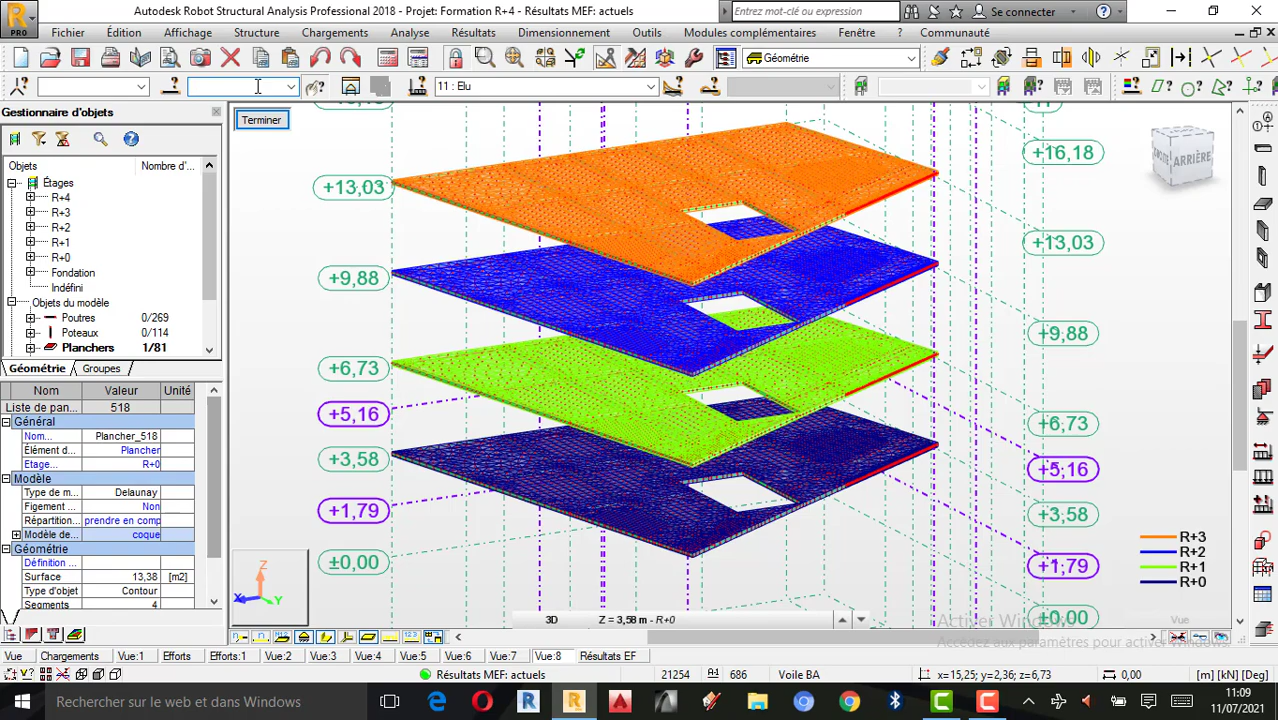 PRO
Autodesk Robot Structural Analysis Professional 2018 - Projet: Formation R+4 - Résultats MEF: actuels
Entrez mot-clé ou expression
Se connecter
Fichier Édition Affichage Structure Chargements Analyse Résultats Dimensionnement Outils Modules complémentaires Fenêtre ? Communauté
Géométrie
11 : Elu
Gestionnaire d'objets
Terminer
Objets Nombre d'...
Étages
R+4
R+3
R+2
R+1
R+0
Fondation
Indéfini
Objets du modèle
Poutres 0/269
Poteaux 0/114
Planchers 1/81
Géométrie Groupes
Nom Valeur Unité
Liste de pan... 518
Général
Nom... Plancher_518
Élément d... Plancher
Etage... R+0
Modèle
Type de m... Delaunay
Figement ... Non
Répartition... prendre en comp
Modèle de... coque
Géométrie
Définition ...
Surface 13,38 [m2]
Type d'objet Contour
Segments 4
+13,03
+9,88
+6,73
+5,16
+3,58
+1,79
±0,00
+16,18
+13,03
+9,88
+6,73
+5,16
+3,58
+1,79
±0,00
DROITE
ARRIÈRE
R+3
R+2
R+1
R+0
Z
X
Y
3D Z = 3,58 m - R+0
Vue
Activer Windows
Accédez aux paramètres pour activer Windows.
Vue Chargements Vue:1 Efforts Efforts:1 Vue:2 Vue:3 Vue:4 Vue:5 Vue:6 Vue:7 Vue:8 Résultats EF
Résultats MEF: actuels 21254 686 Voile BA x=15,25; y=2,36; z=6,73 0,00 [m] [kN] [Deg]
Rechercher sur le web et dans Windows
11:09
11/07/2021